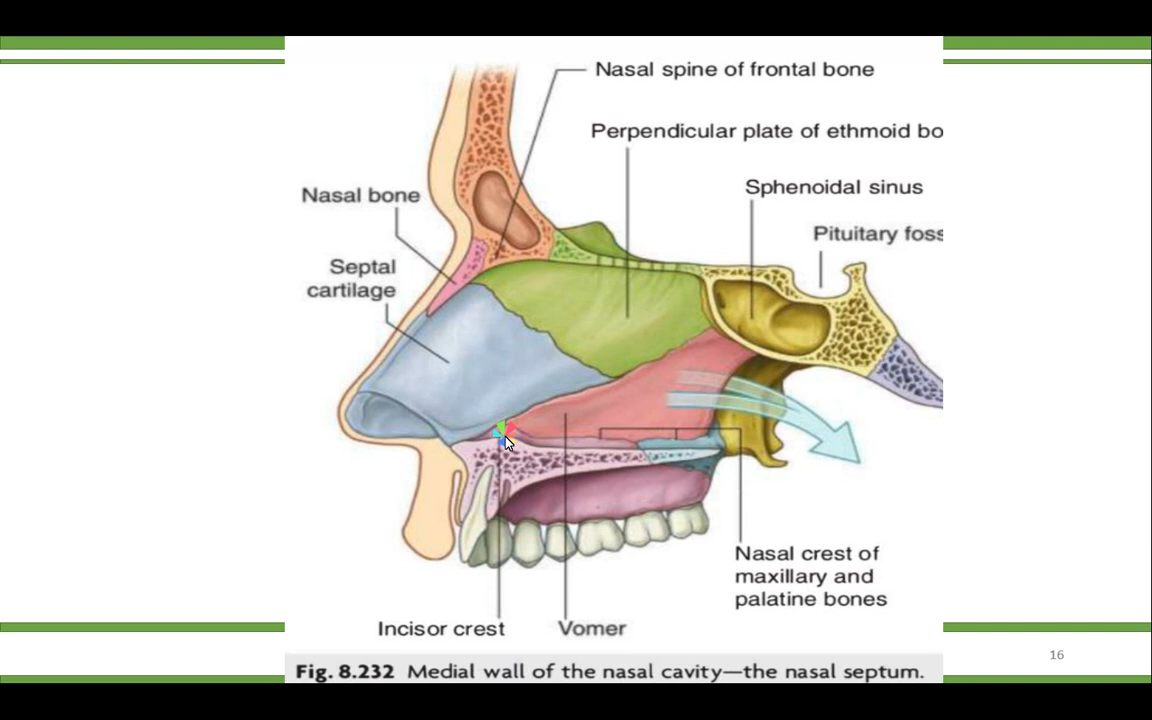 Nasal spine of frontal bone
Perpendicular plate of ethmoid bo
Sphenoidal sinus
Nasal bone
Pituitary foss
Septal
cartilage
Nasal crest of
maxillary and
palatine bones
Incisor crest
Vomer
16
Fig. 8.232 Medial wall of the nasal cavity—the nasal septum.